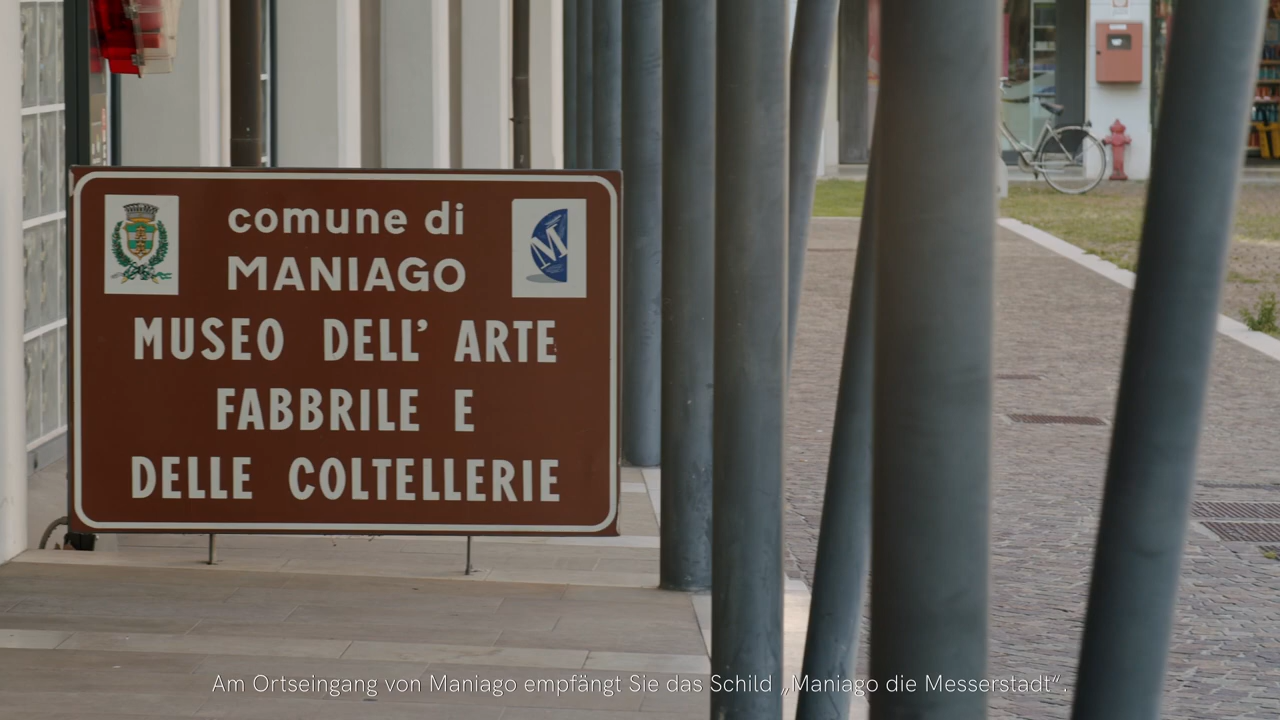 comune di
MANIAGO
M
MUSEO DELL' ARTE
FABBRILE E
DELLE COLTELLERIE
Am Ortseingang von Maniago empfängt Sie das Schild „Maniago die Messerstadt“.